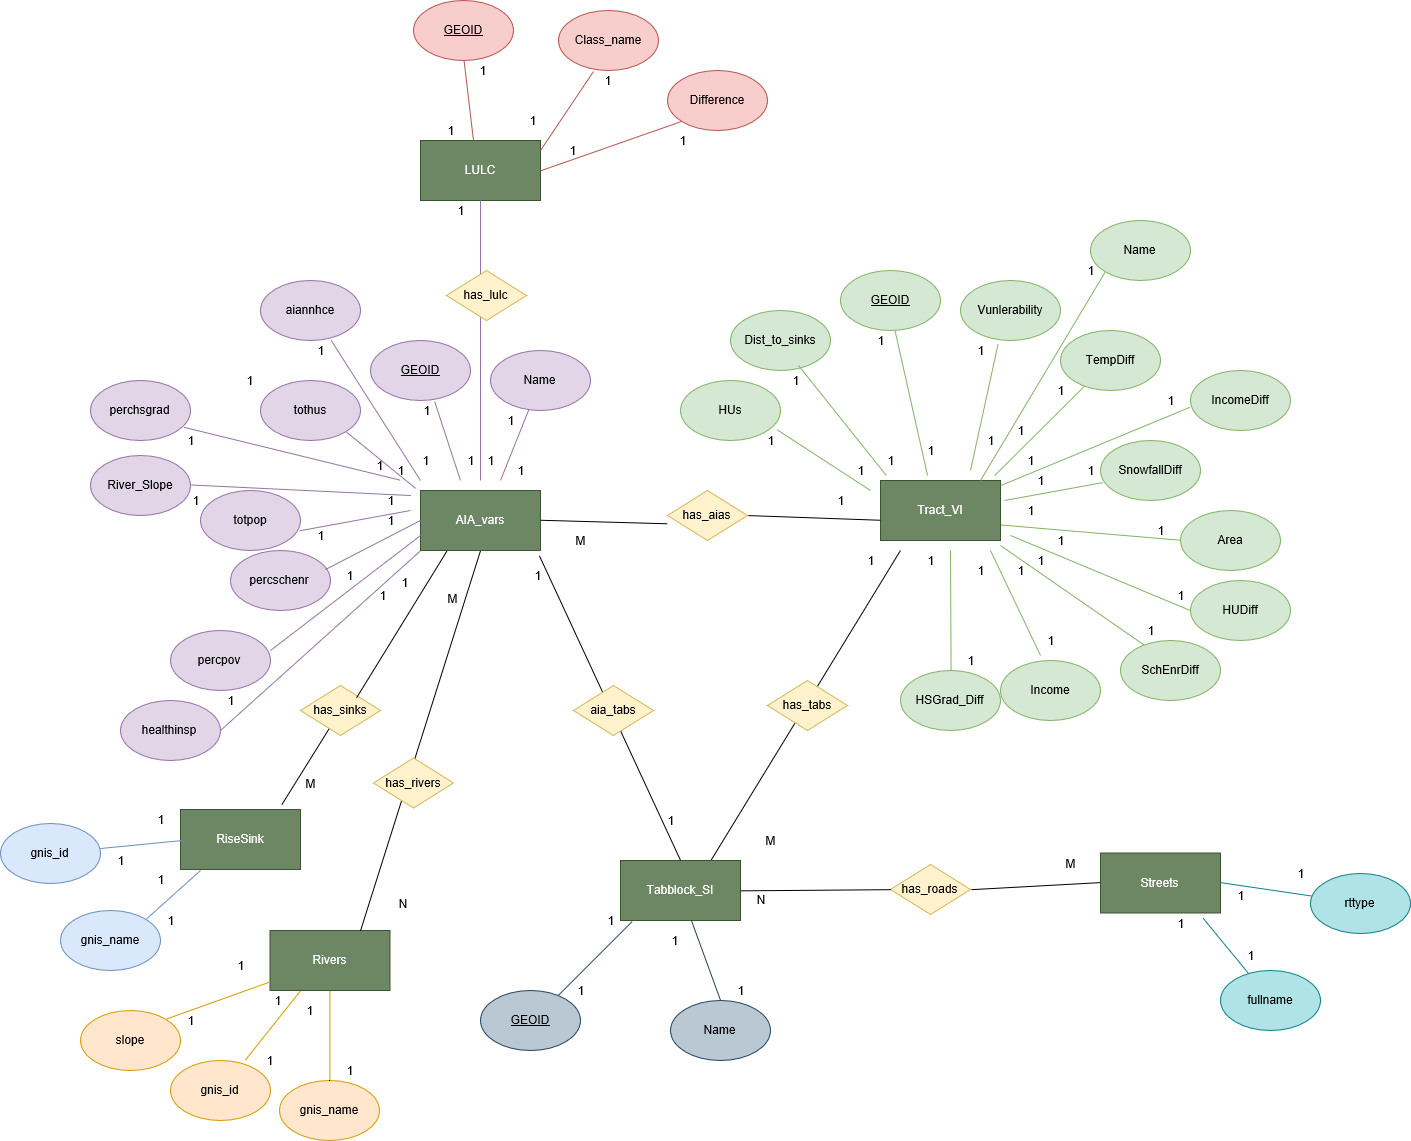 GEOID
Class_name
1
1
Difference
1
1
1
1
LULC
1
has_lulc
aiannhce
1
GEOID
Name
1
perchsgrad
tothus
1
1
1
1
1
1
1
1
1
River_Slope
1
1
totpop
1
1
AIA_vars
percschenr
1
1
1
percpov
1
healthinsp
M
has_aias
1
Name
1
GEOID
Vunlerability
Dist_to_sinks
1
1
TempDiff
1
1
IncomeDiff
1
HUs
1
1
1
1
1
1
1
1
SnowfallDiff
1
1
Tract_VI
1
1
Area
1
1
1
1
1
1
1
HUDiff
1
1
SchEnrDiff
1
1
HSGrad_Diff
Income
M
1
has_sinks
aia_tabs
has_tabs
has_rivers
M
1
RiseSink
1
gnis_id
1
1
gnis_name
1
N
Rivers
1
1
1
slope
1
1
gnis_id
1
gnis_name
1
M
Tabblock_SI
N
has_roads
M
Streets
1
1
rttype
1
1
fullname
1
1
GEOID
1
1
Name